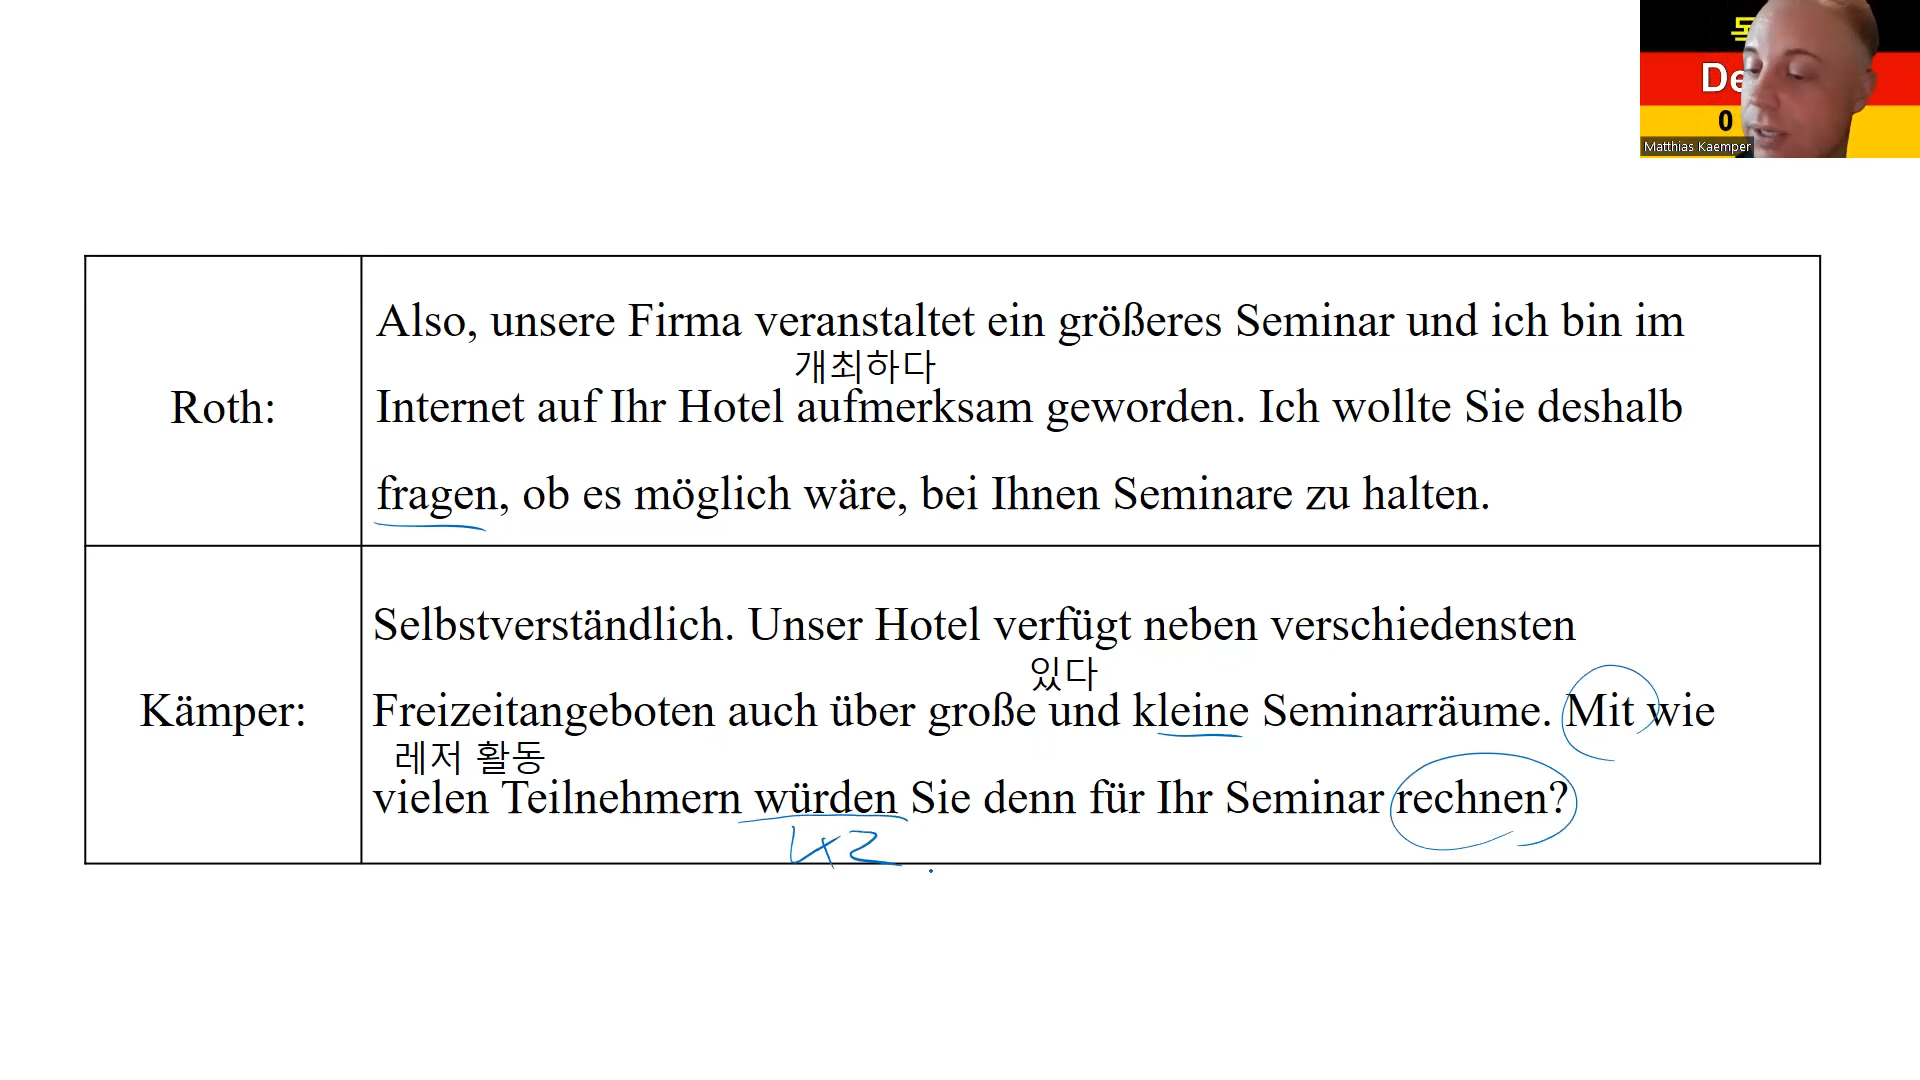 De
0
Matthias Kaemper
Roth:
Also, unsere Firma veranstaltet ein größeres Seminar und ich bin im
개최하다
Internet auf Ihr Hotel aufmerksam geworden. Ich wollte Sie deshalb
fragen, ob es möglich wäre, bei Ihnen Seminare zu halten.
Kämper:
Selbstverständlich. Unser Hotel verfügt neben verschiedensten
있다
Freizeitangeboten auch über große und kleine Seminarräume. Mit wie
레저 활동
vielen Teilnehmern würden Sie denn für Ihr Seminar rechnen?